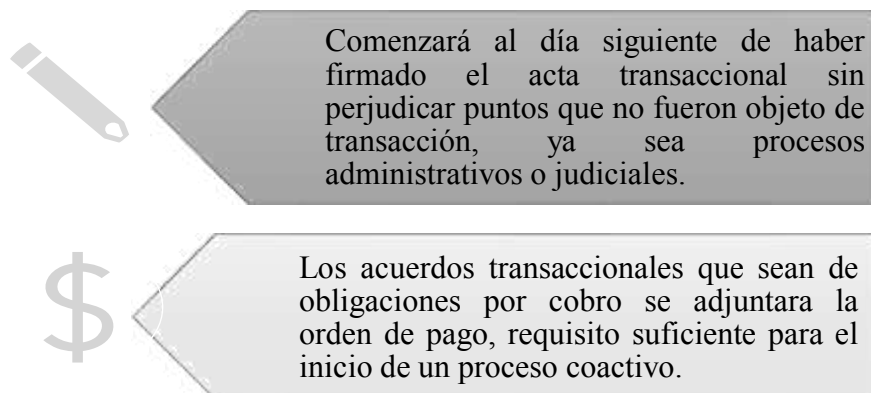 Comenzará al día siguiente de haber
firmado el acta transaccional sin
perjudicar puntos que no fueron objeto de
transacción, ya sea procesos
administrativos o judiciales.
$
Los acuerdos transaccionales que sean de
obligaciones por cobro se adjuntara la
orden de pago, requisito suficiente para el
inicio de un proceso coactivo.